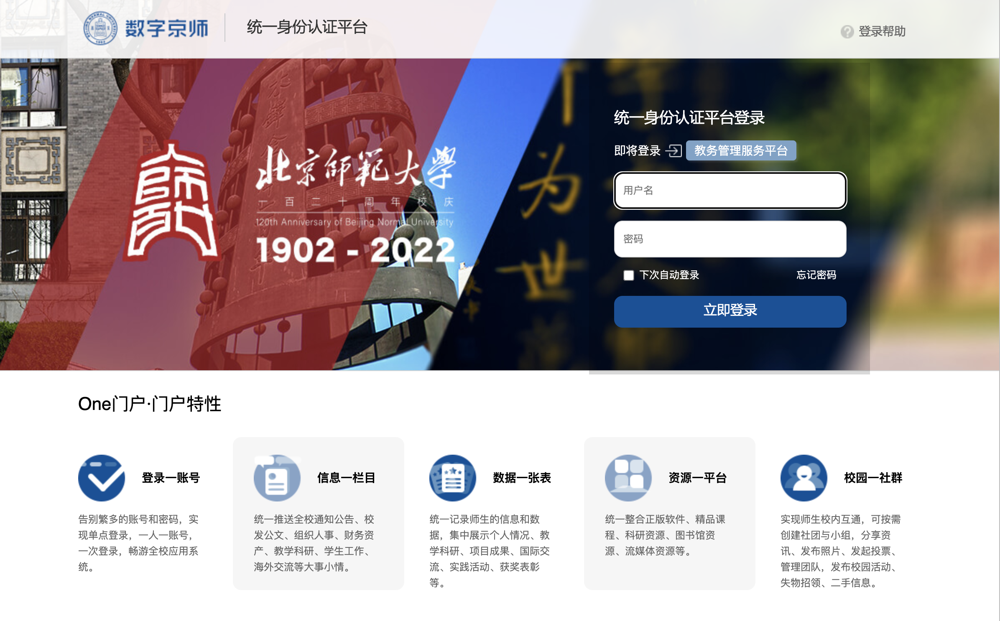 数字京师
统一身份认证平台
登录帮助
BEIJING NORMAL UNIVERSITY
1902
木铎金声
北京师範大學
一百二十周年校庆
120th Anniversary of Beijing Normal University
1902 - 2022
为
世
统一身份认证平台登录
即将登录 教务管理服务平台
用户名
密码
下次自动登录 忘记密码
立即登录
One门户·门户特性
登录一账号
告别繁多的账号和密码，实
现单点登录，一人一账号，
一次登录，畅游全校应用系
统。
信息一栏目
统一推送全校通知公告、校
发公文、组织人事、财务资
产、教学科研、学生工作、
海外交流等大事小情。
数据一张表
统一记录师生的信息和数
据，集中展示个人情况、教
学科研、项目成果、国际交
流、实践活动、获奖表彰
等。
资源一平台
统一整合正版软件、精品课
程、科研资源、图书馆资
源、流媒体资源等。
校园一社群
实现师生校内互通，可按需
创建社团与小组，分享资
讯、发布照片、发起投票、
管理团队，发布校园活动、
失物招领、二手信息。